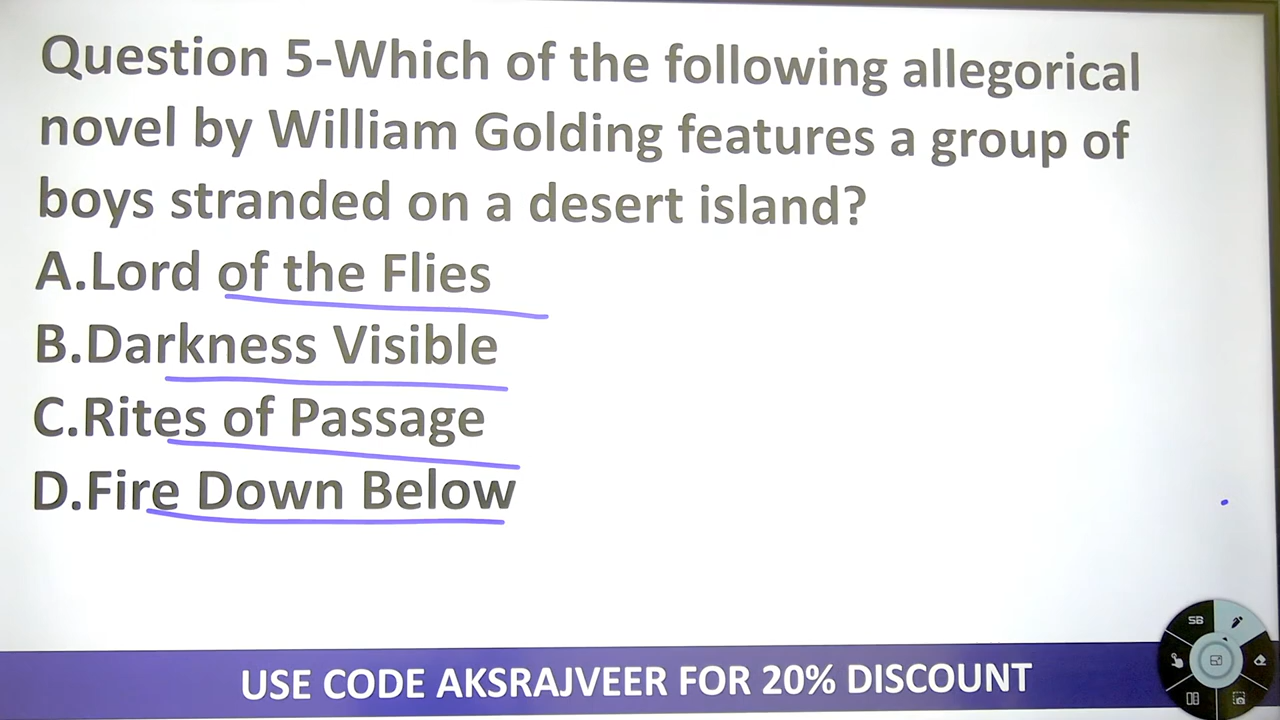 Question 5-Which of the following allegorical
novel by William Golding features a group of
boys stranded on a desert island?
A.Lord of the Flies
B.Darkness Visible
C.Rites of Passage
D.Fire Down Below
SB
USE CODE AKSRAJVEER FOR 20% DISCOUNT